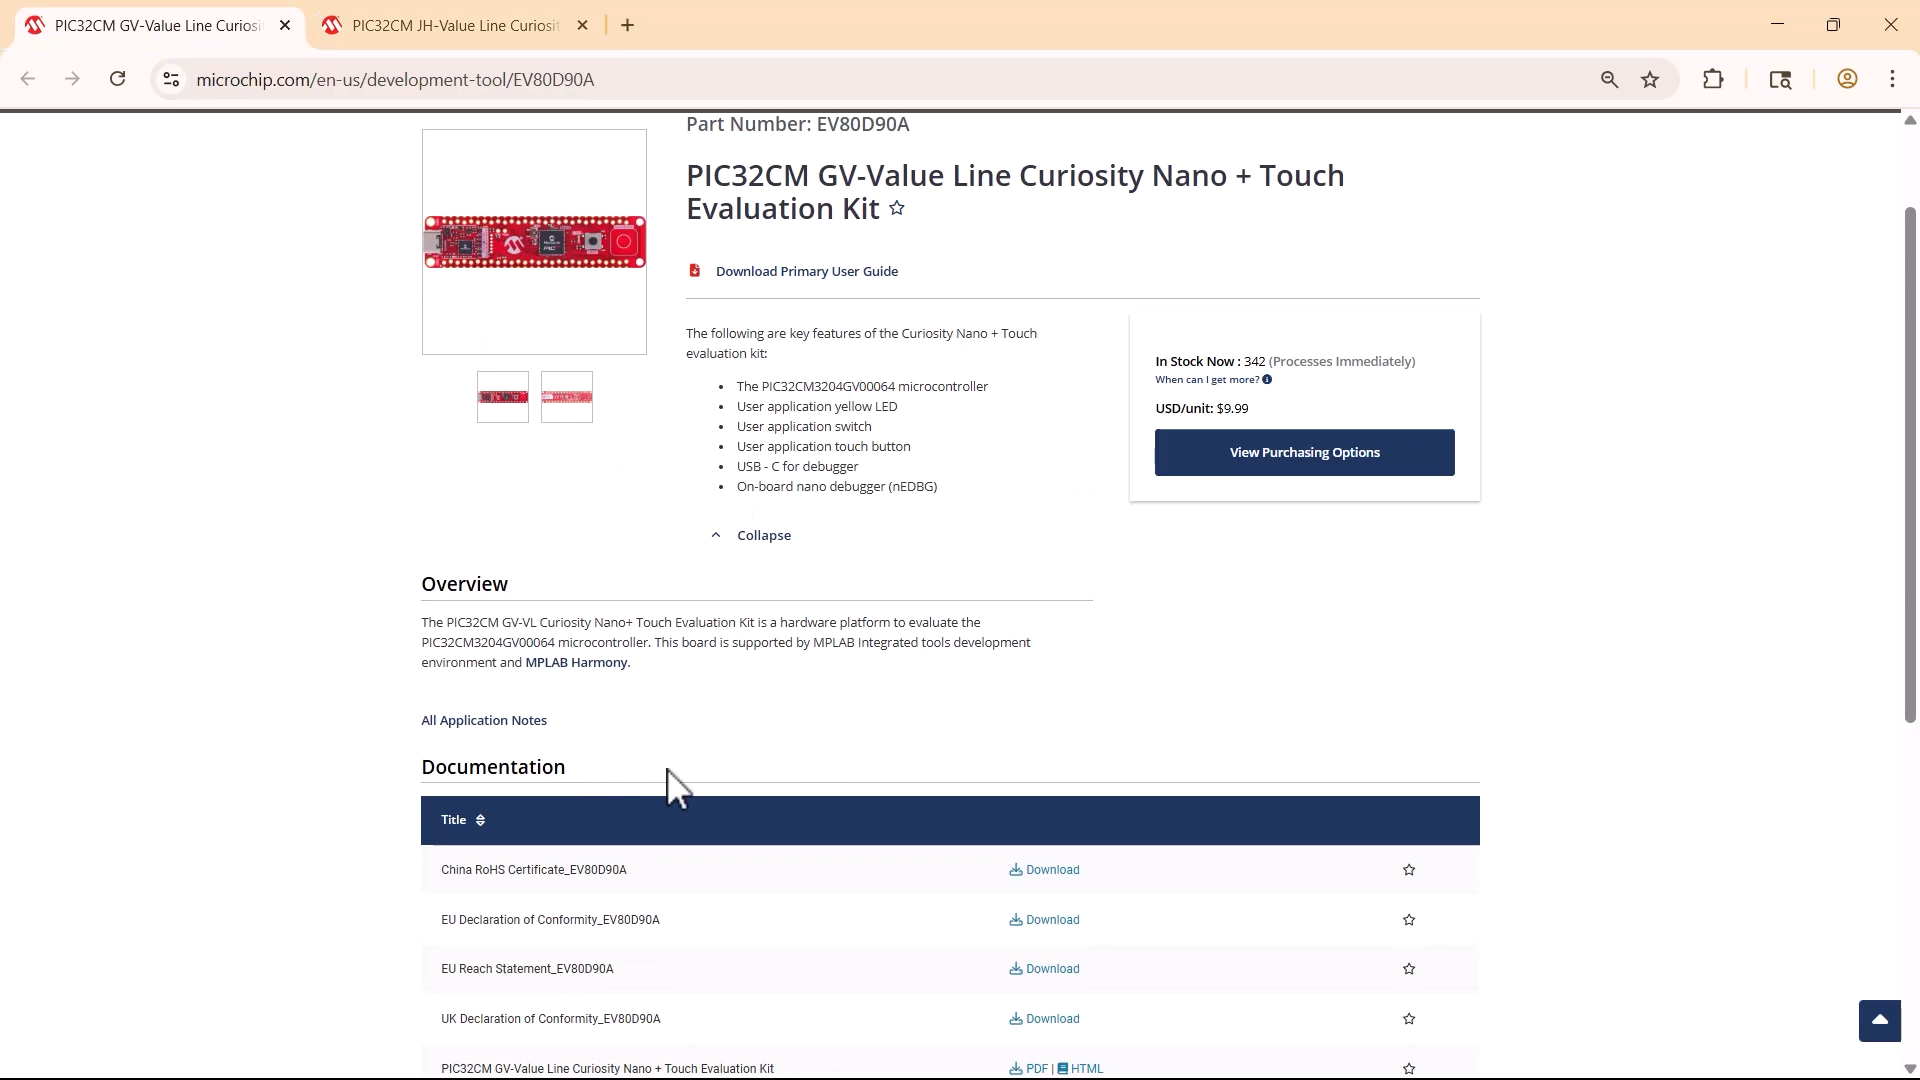 PIC32CM GV-Value Line Curiosi
PIC32CM JH-Value Line Curiosit
microchip.com/en-us/development-tool/EV80D90A
Part Number: EV80D90A
PIC32CM GV-Value Line Curiosity Nano + Touch
Evaluation Kit
Download Primary User Guide
The following are key features of the Curiosity Nano + Touch
evaluation kit:
• The PIC32CM3204GV00064 microcontroller
• User application yellow LED
• User application switch
• User application touch button
• USB - C for debugger
• On-board nano debugger (nEDBG)
Collapse
In Stock Now : 342 (Processes Immediately)
When can I get more?
USD/unit: $9.99
View Purchasing Options
Overview
The PIC32CM GV-VL Curiosity Nano+ Touch Evaluation Kit is a hardware platform to evaluate the
PIC32CM3204GV00064 microcontroller. This board is supported by MPLAB Integrated tools development
environment and MPLAB Harmony.
All Application Notes
Documentation
Title
China RoHS Certificate_EV80D90A Download
EU Declaration of Conformity_EV80D90A Download
EU Reach Statement_EV80D90A Download
UK Declaration of Conformity_EV80D90A Download
PIC32CM GV-Value Line Curiosity Nano + Touch Evaluation Kit PDF | HTML